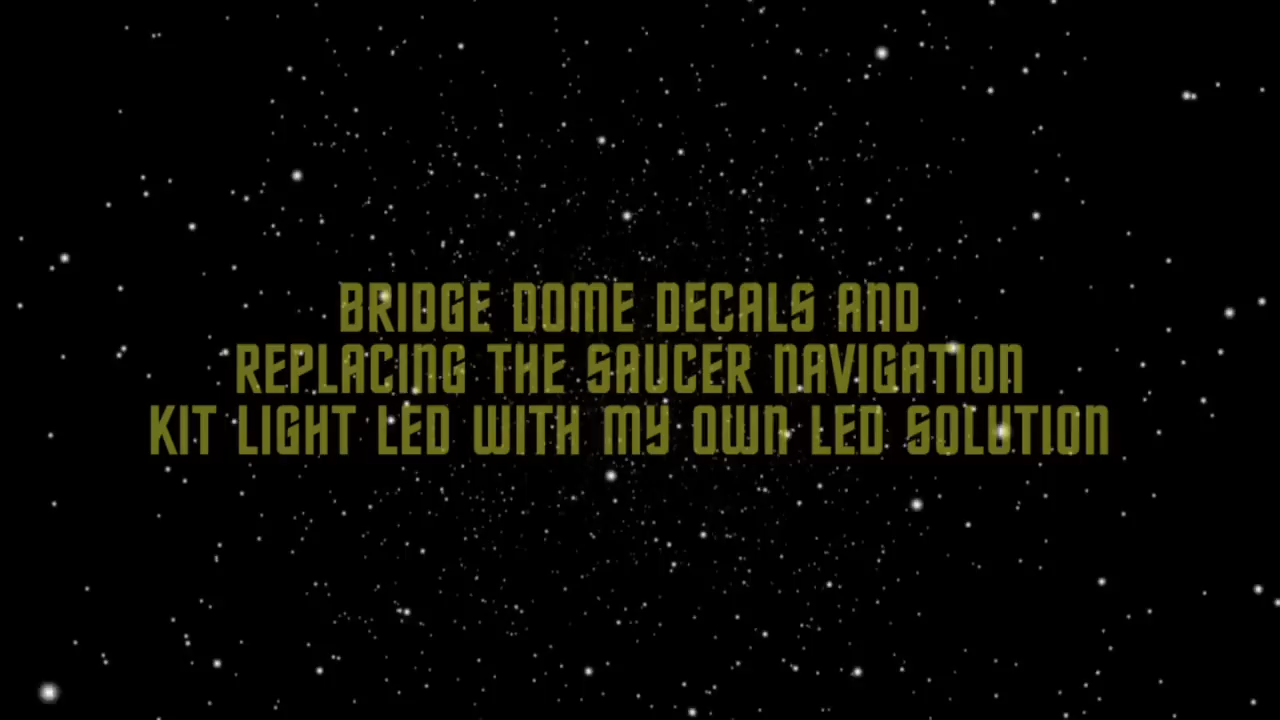 BRIDGE DOME DECALS AND
REPLACING THE SAUCER NAVIGATION
KIT LIGHT LED WITH MY OWN LED SOLUTION